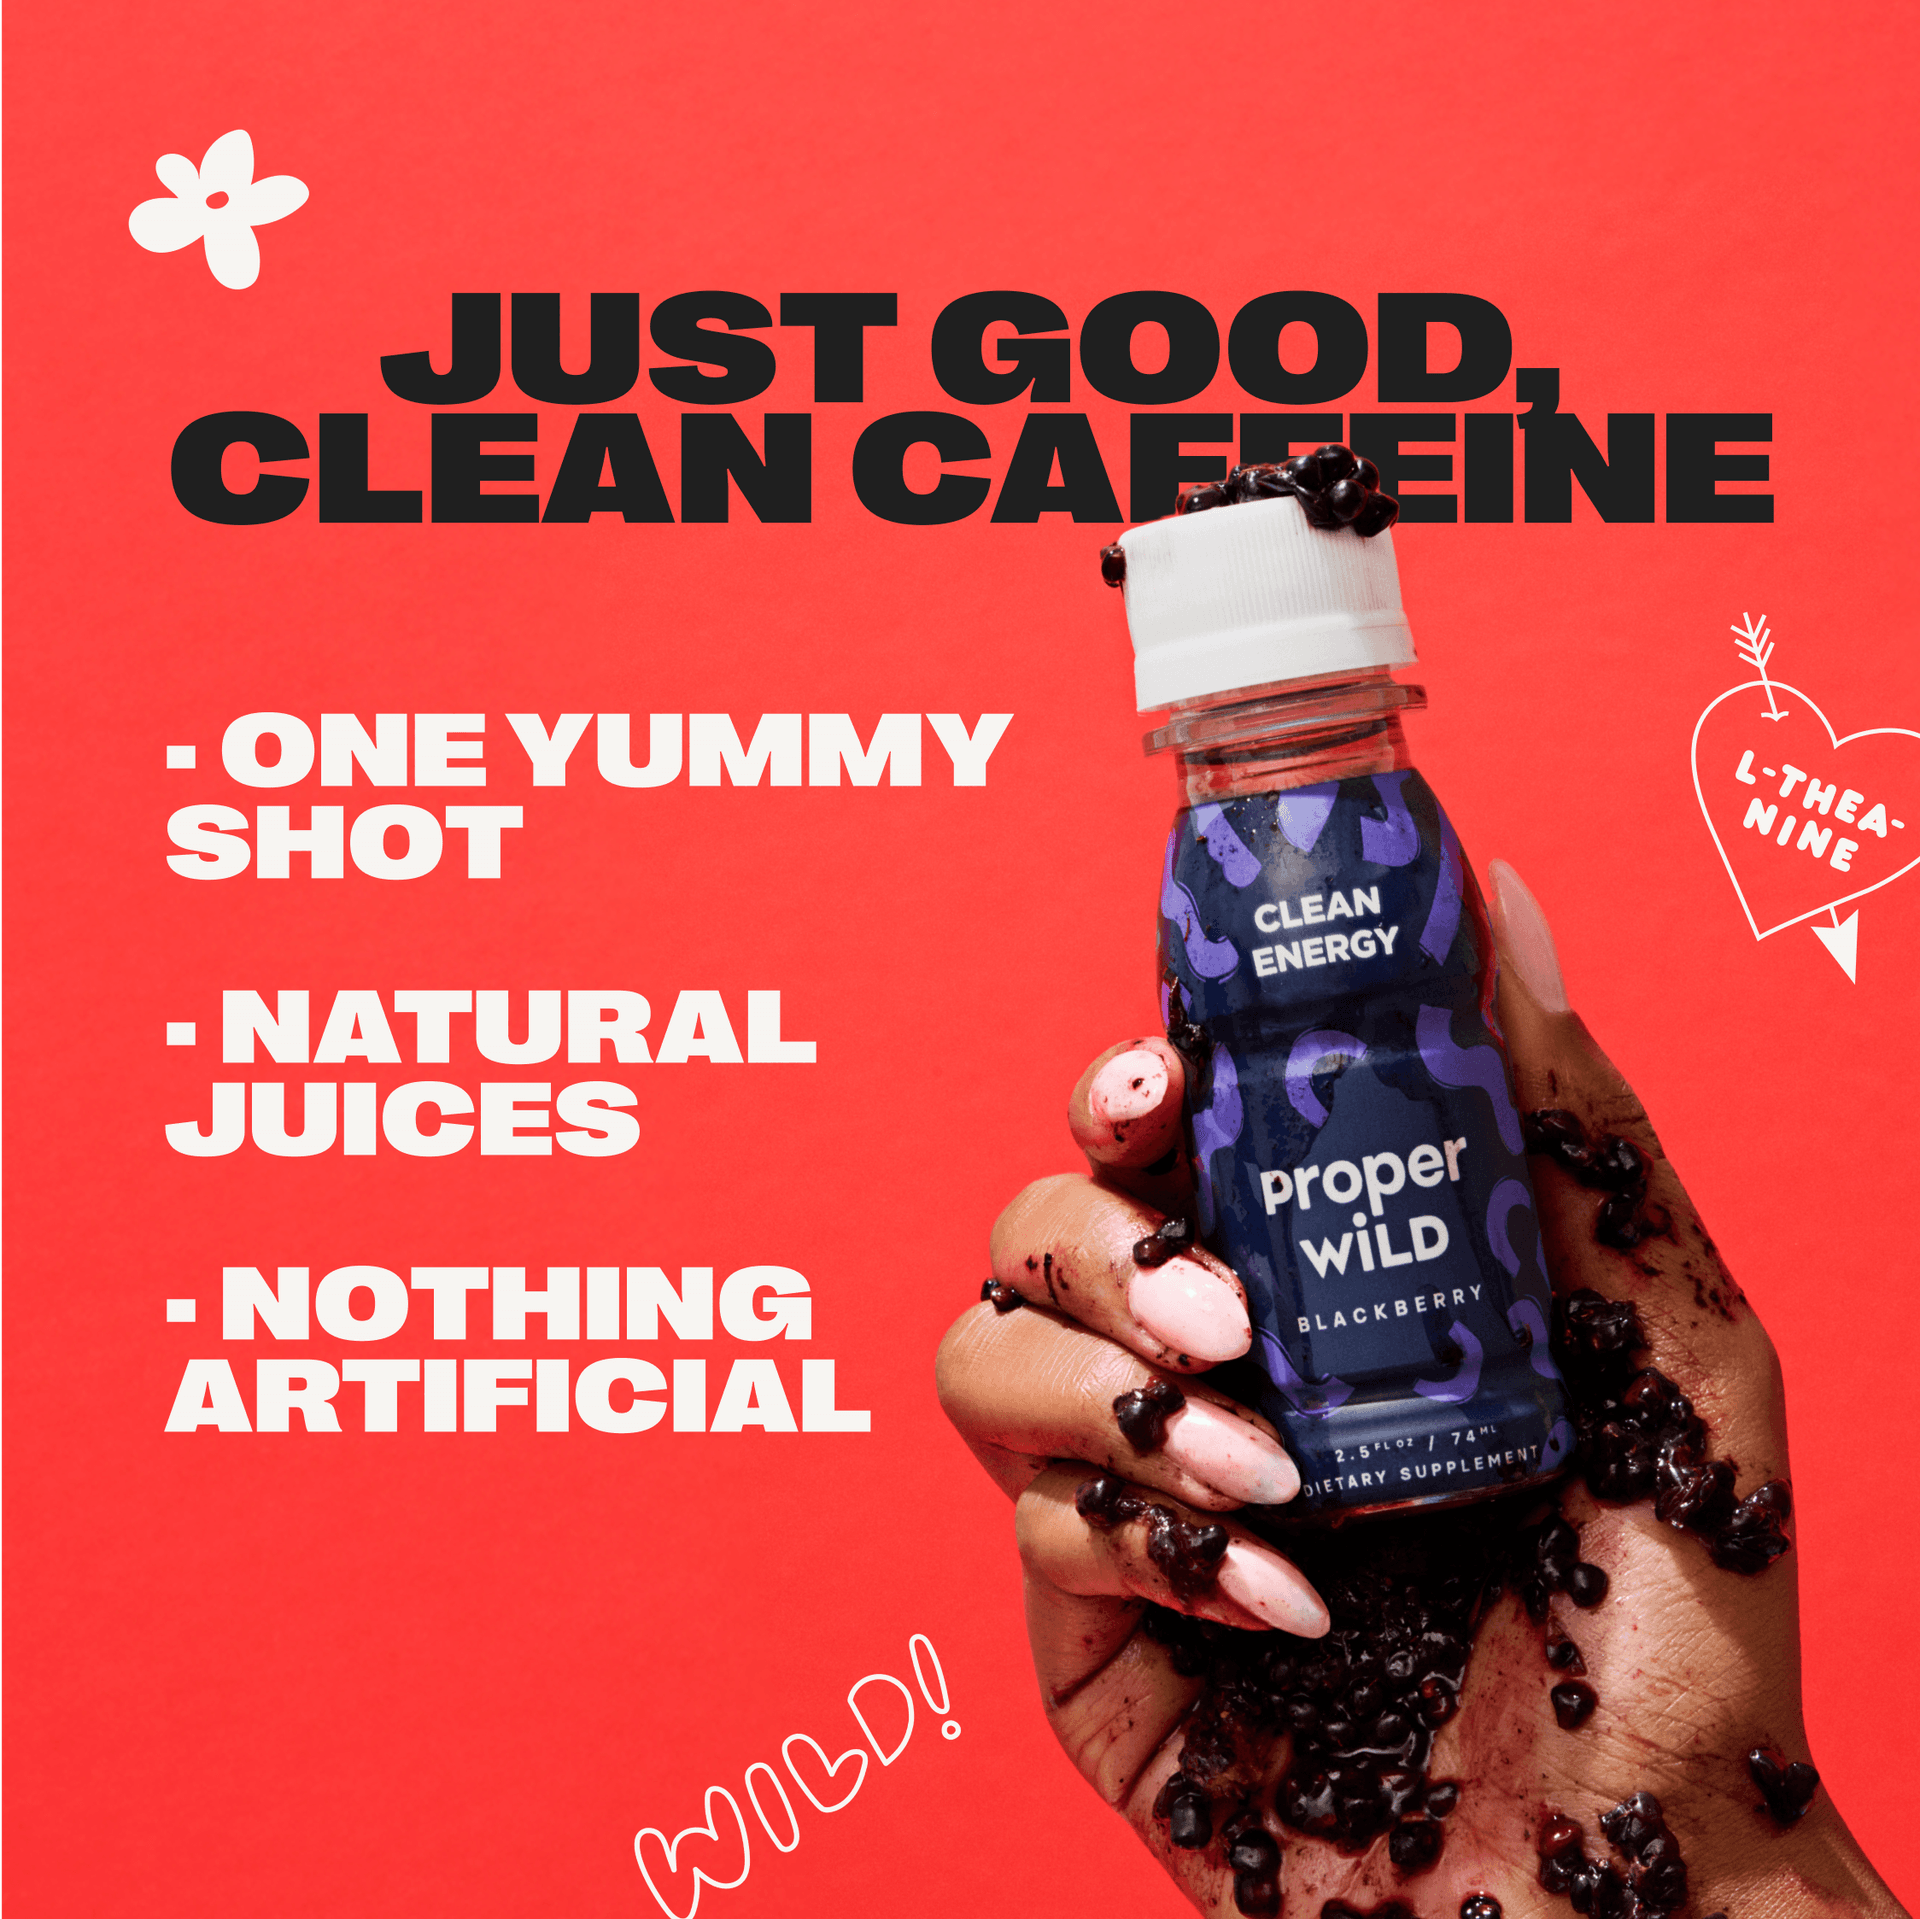 JUST GOOD,
CLEAN CAFFEINE
▪ ONE YUMMY
SHOT
▪ NATURAL
JUICES
▪ NOTHING
ARTIFICIAL
L-THEA-
NINE
CLEAN
ENERGY
proper
wiLD
BLACKBERRY
2.5 FL OZ / 74 ML
DIETARY SUPPLEMENT
WILD!